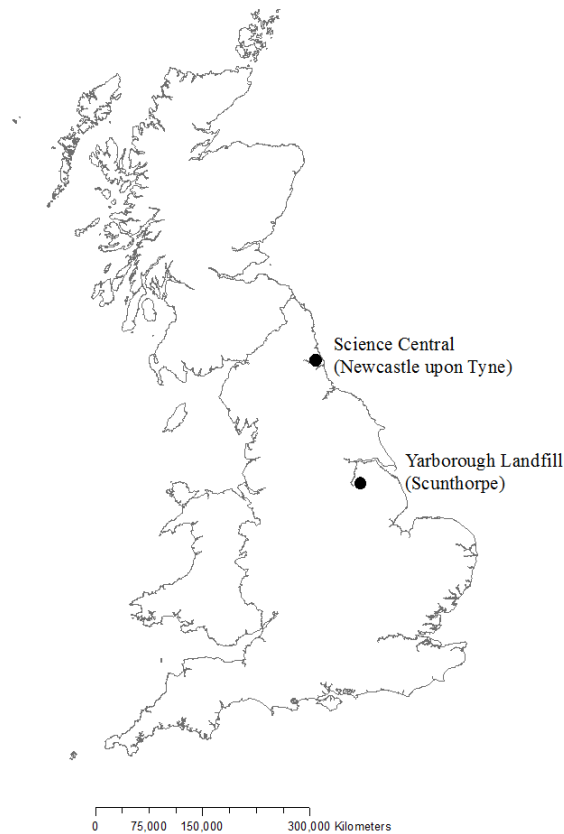 Science Central
(Newcastle upon Tyne)
Yarborough Landfill
(Scunthorpe)
0 75,000 150,000 300,000 Kilometers